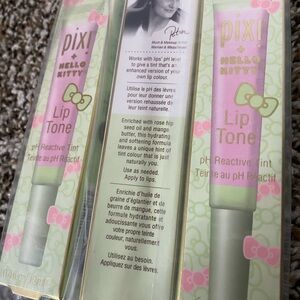 pixi
+
HELLO
KITTY
Lip
Tone
pH Reactive Tint
Teinte au pH Réactif
Petra
Works with lips' pH level
to give a tint that's an
enhanced version of your
own lip colour.
Utilise le pH des lèvres
pour leur donner une
version rehaussée de
leur teinte naturelle.
Enriched with rose hip
seed oil and mango
butter, this hydrating
and softening formula
leaves a unique hint of
tint colour that is just
naturally you.
Use as needed.
Apply to lips.
Enrichie d'huile de
graine d'églantier et de
beurre de mangue, cette
formule hydratante et
adoucissante vous offre
votre propre teinte
couleur, naturellement
vous.
Utilisez au besoin.
Appliquez sur des lèvres.
pixi
+
HELLO
KITTY
Lip
Tone
pH Reactive Tint
Teinte au pH Réactif